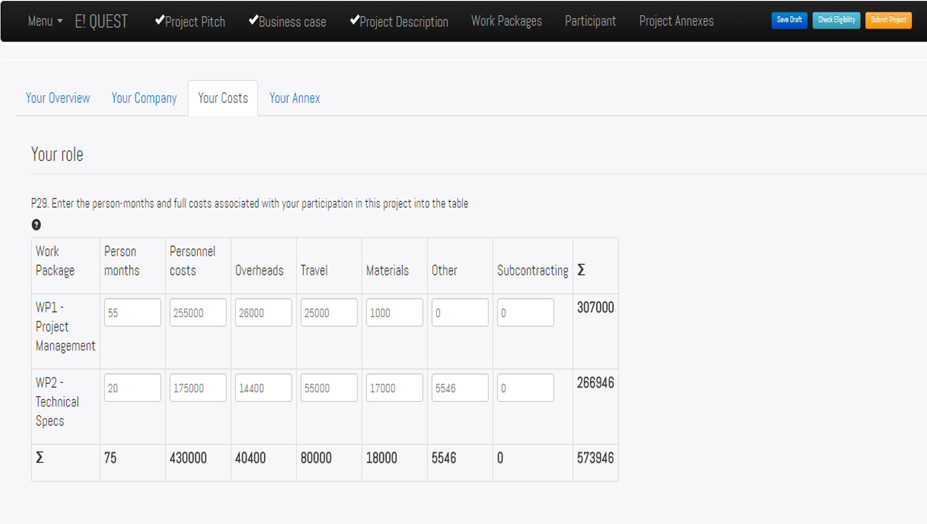 Menu E! QUEST Project Pitch Business case Project Description Work Packages Participant Project Annexes Save Draft Check Eligibility Submit Project
Your Overview Your Company Your Costs Your Annex
Your role
P29. Enter the person-months and full costs associated with your participation in this project into the table
?
Work Package Person months Personnel costs Overheads Travel Materials Other Subcontracting Σ
WP1 - Project Management 55 255000 26000 25000 1000 0 0 307000
WP2 - Technical Specs 20 175000 14400 55000 17000 5546 0 266946
Σ 75 430000 40400 80000 18000 5546 0 573946